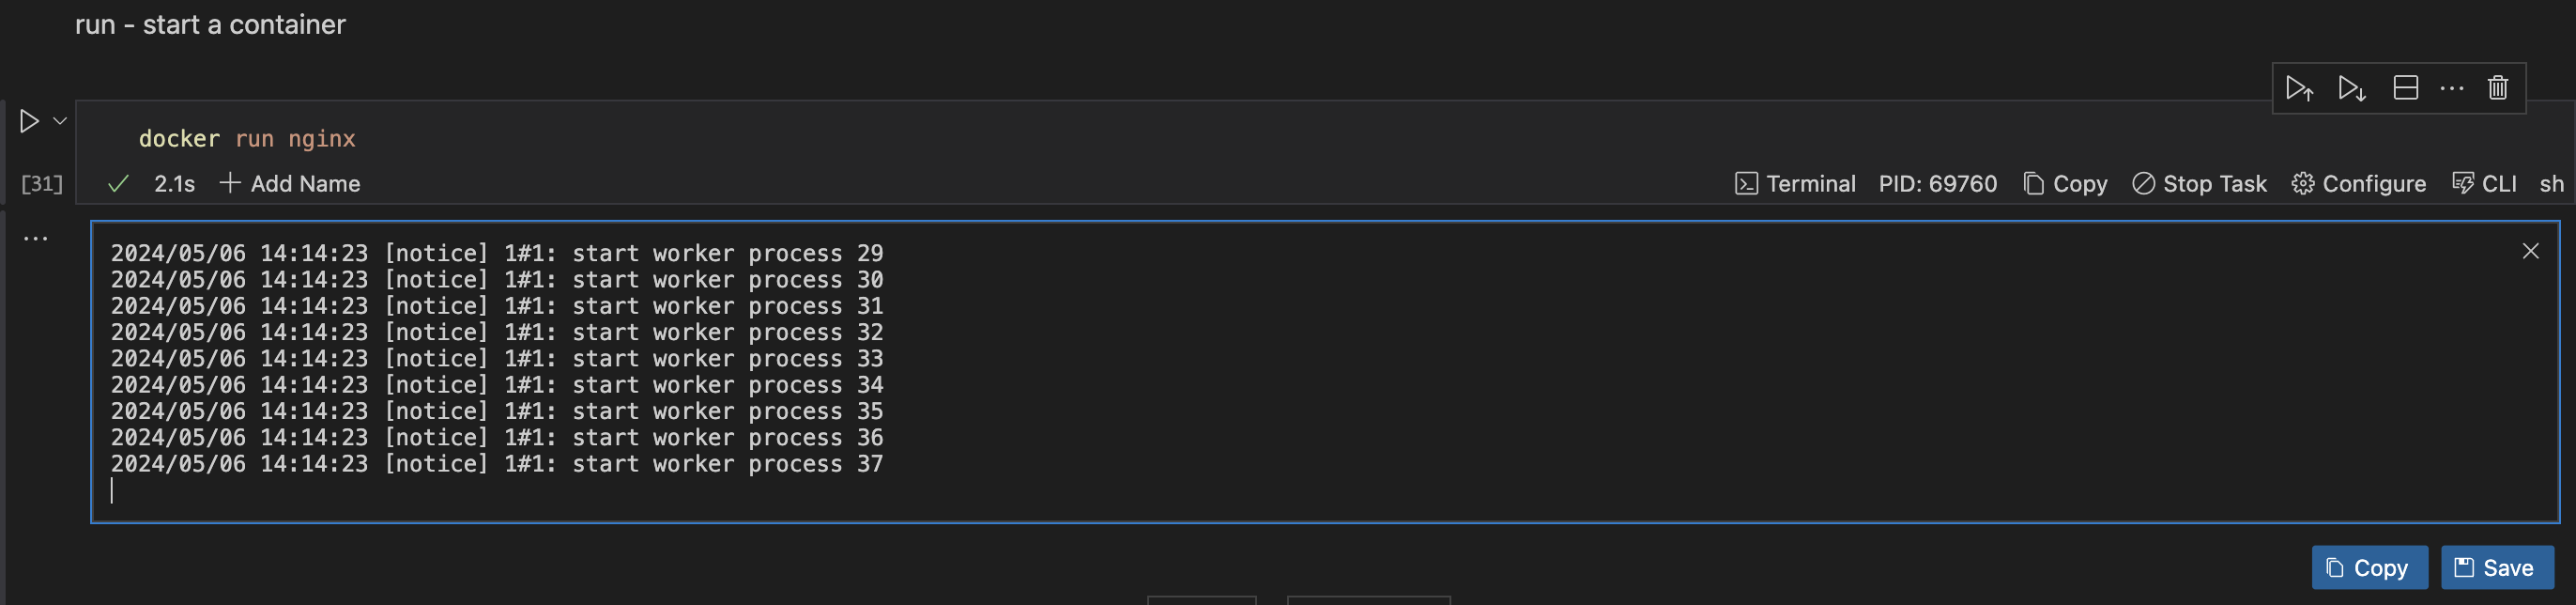 run - start a container
docker run nginx
[31] 2.1s Add Name Terminal PID: 69760 Copy Stop Task Configure CLI sh
2024/05/06 14:14:23 [notice] 1#1: start worker process 29
2024/05/06 14:14:23 [notice] 1#1: start worker process 30
2024/05/06 14:14:23 [notice] 1#1: start worker process 31
2024/05/06 14:14:23 [notice] 1#1: start worker process 32
2024/05/06 14:14:23 [notice] 1#1: start worker process 33
2024/05/06 14:14:23 [notice] 1#1: start worker process 34
2024/05/06 14:14:23 [notice] 1#1: start worker process 35
2024/05/06 14:14:23 [notice] 1#1: start worker process 36
2024/05/06 14:14:23 [notice] 1#1: start worker process 37
Copy Save